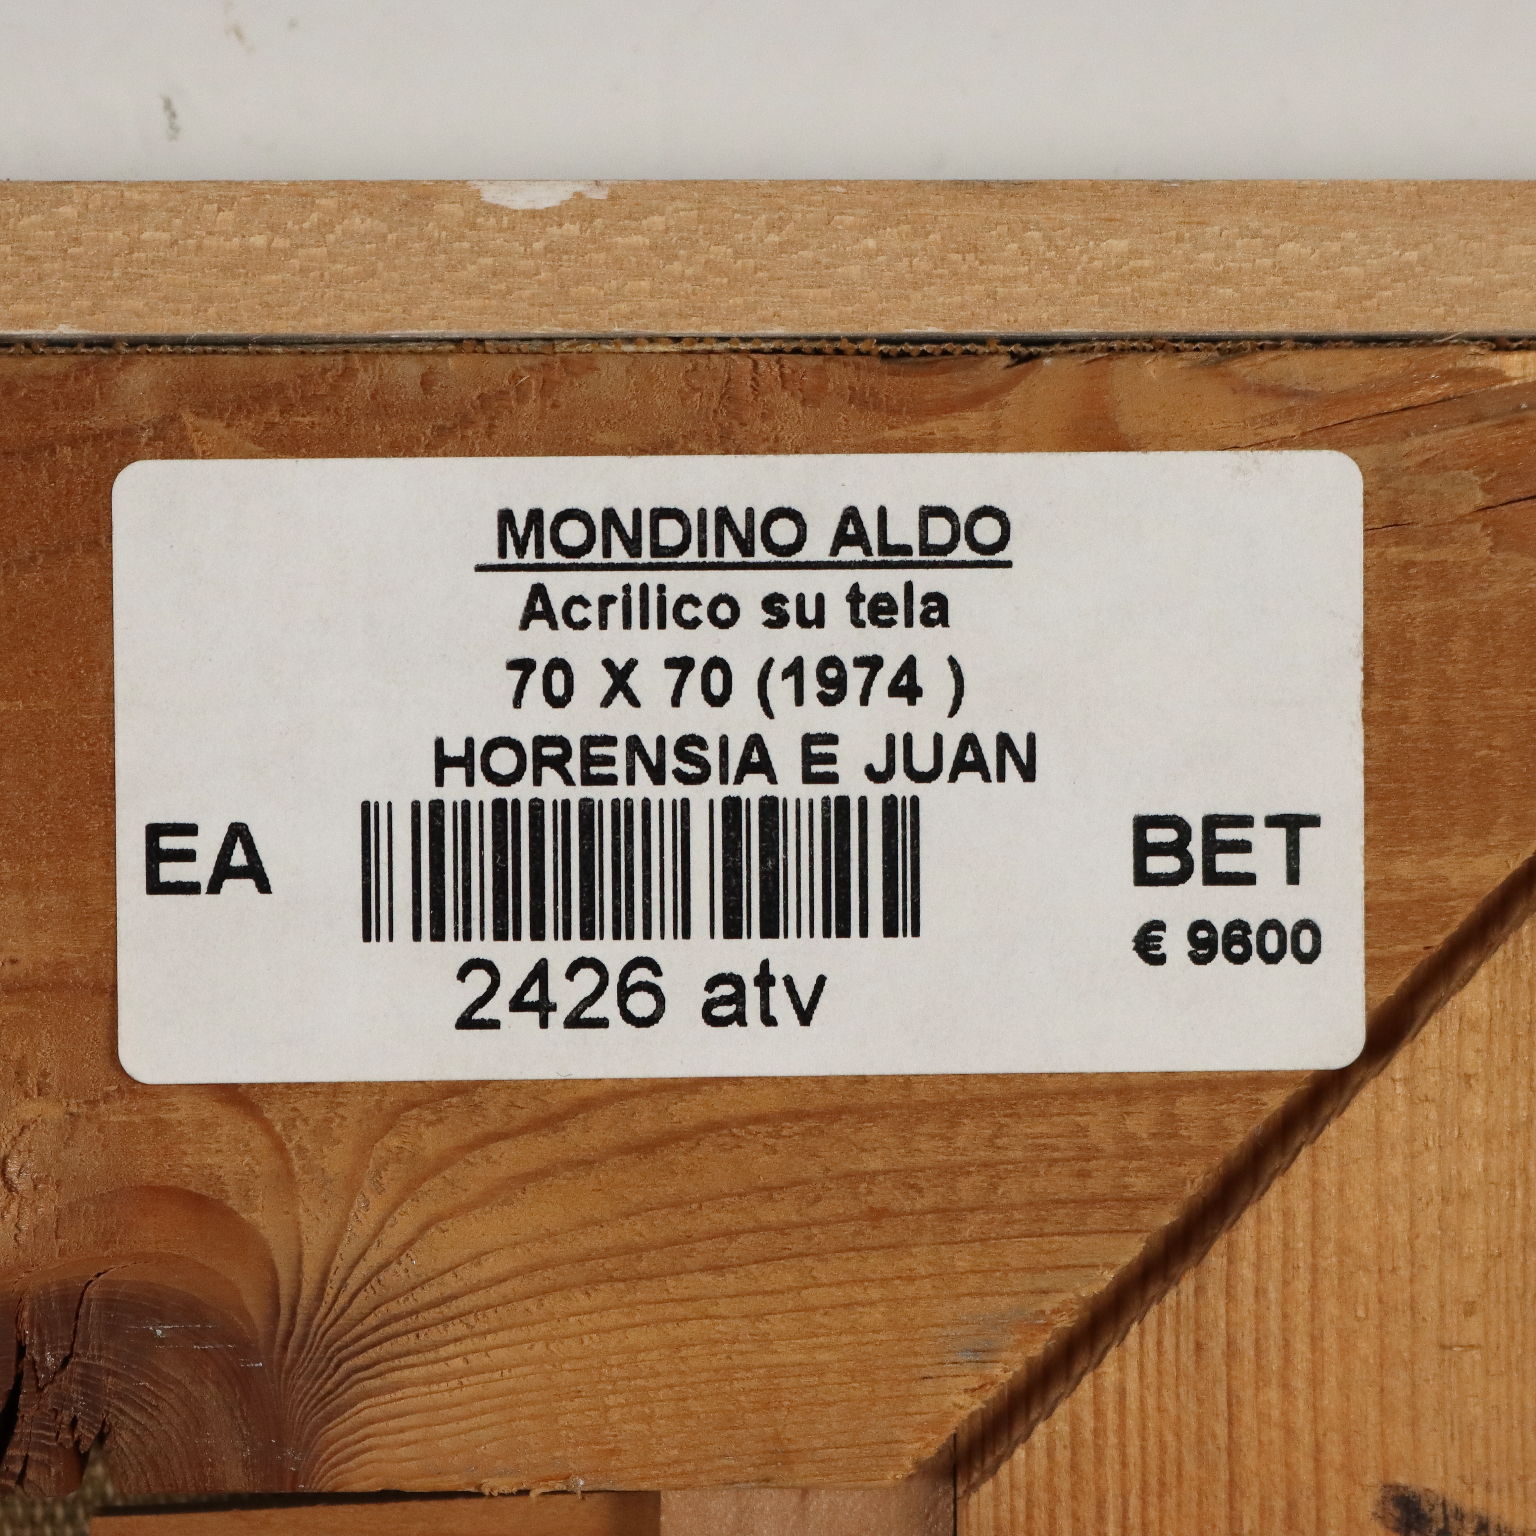 MONDINO ALDO
Acrilico su tela
70 X 70 (1974 )
HORENSIA E JUAN
EA
BET
€ 9600
2426 atv